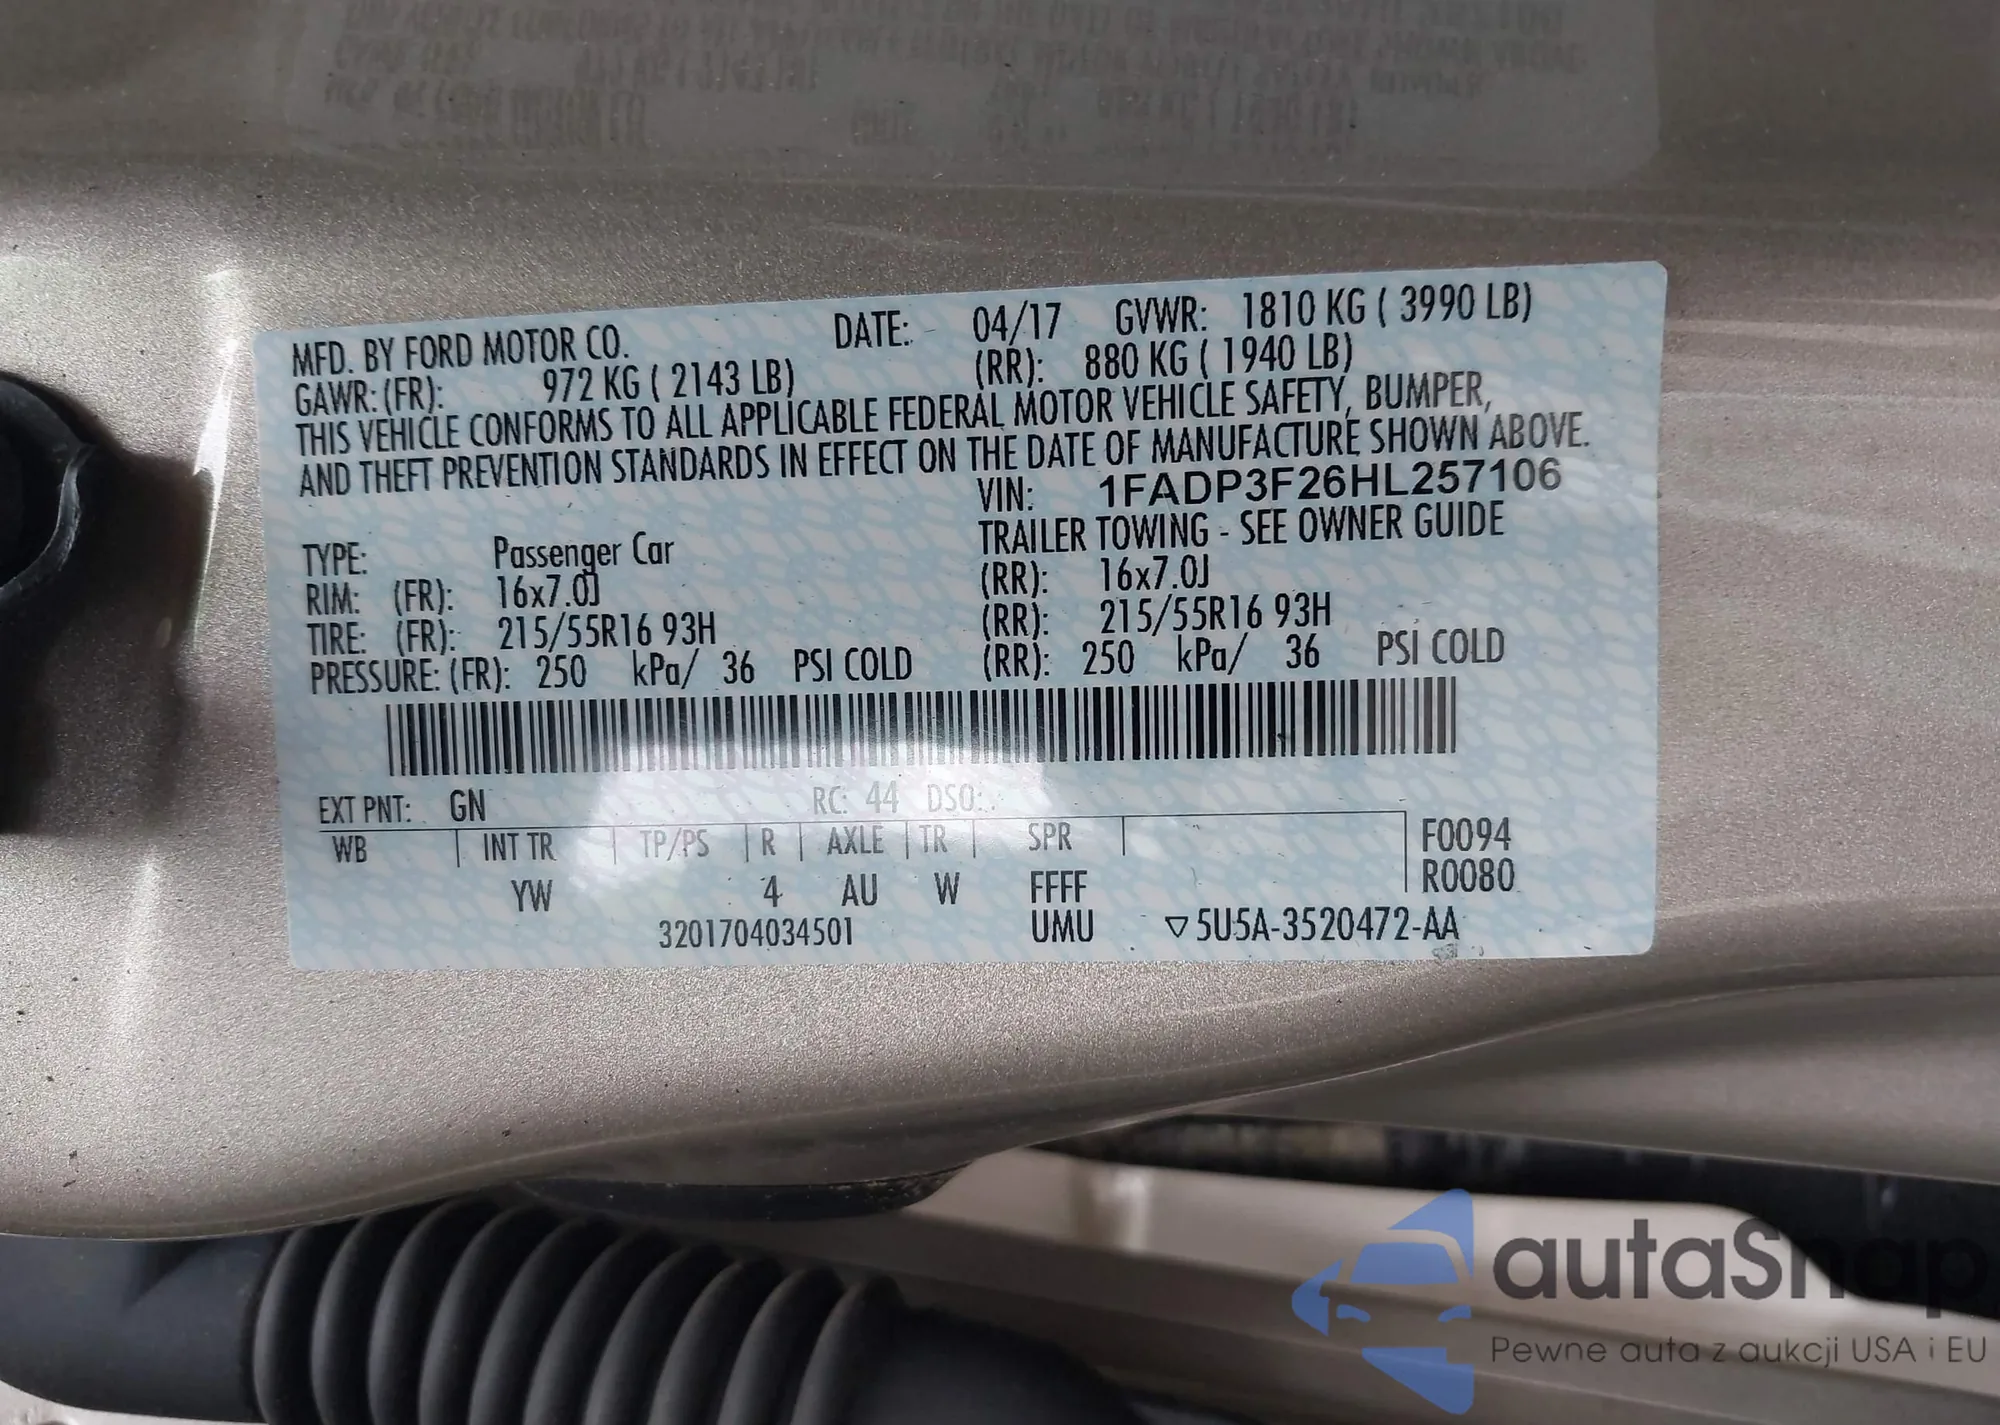 MFD. BY FORD MOTOR CO. DATE: 04/17 GVWR: 1810 KG ( 3990 LB)
GAWR: (FR): 972 KG ( 2143 LB) (RR): 880 KG ( 1940 LB)
THIS VEHICLE CONFORMS TO ALL APPLICABLE FEDERAL MOTOR VEHICLE SAFETY, BUMPER,
AND THEFT PREVENTION STANDARDS IN EFFECT ON THE DATE OF MANUFACTURE SHOWN ABOVE.
VIN: 1FADP3F26HL257106
TYPE: Passenger Car TRAILER TOWING - SEE OWNER GUIDE
RIM: (FR): 16x7.0J (RR): 16x7.0J
TIRE: (FR): 215/55R16 93H (RR): 215/55R16 93H
PRESSURE: (FR): 250 kPa/ 36 PSI COLD (RR): 250 kPa/ 36 PSI COLD
EXT PNT: GN RC: 44 DSO:
WB INT TR TP/PS R AXLE TR SPR F0094
YW 4 AU W FFFF R0080
3201704034501 UMU ▽5U5A-3520472-AA
autaSnap
Pewne auta z aukcji USA i EU